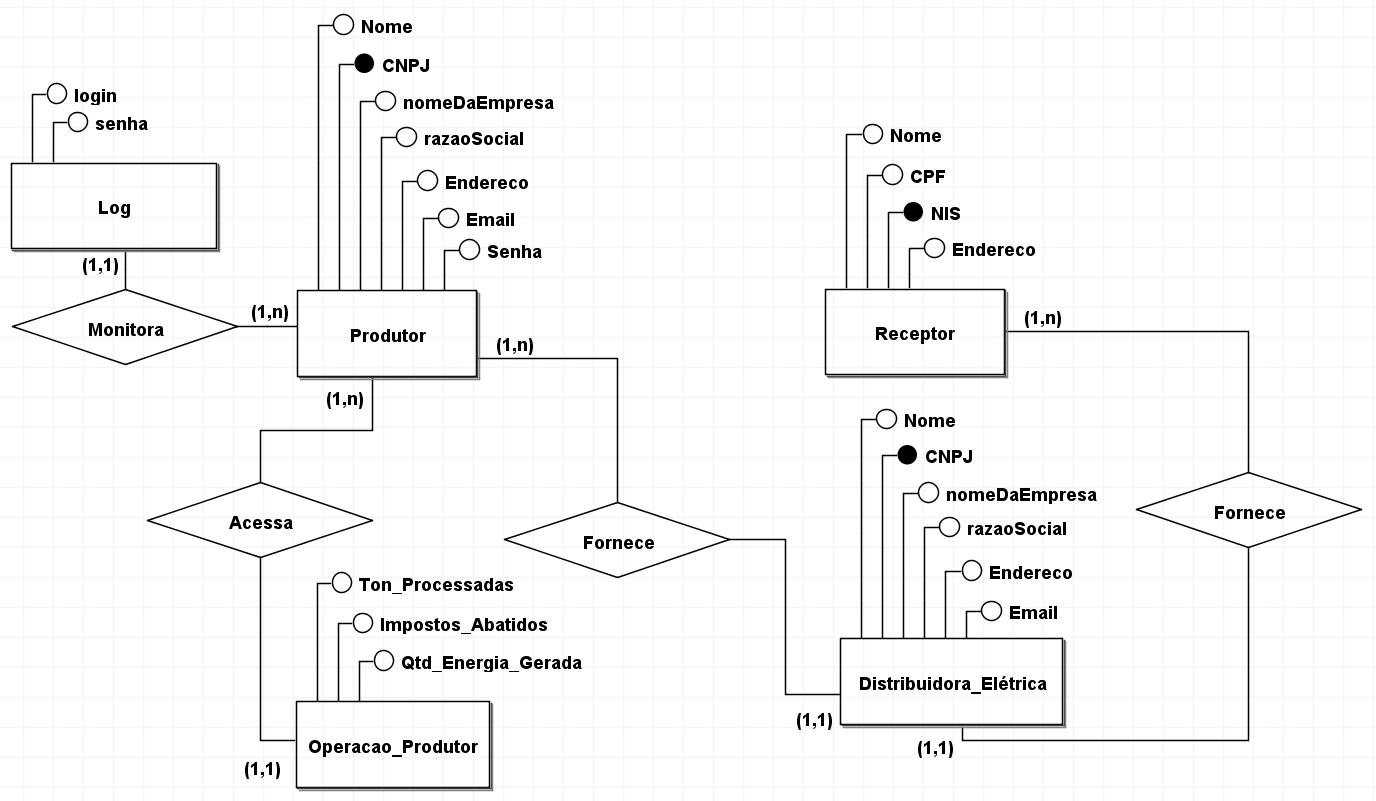 login
senha
Log
(1,1)
Monitora
(1,n)
Nome
CNPJ
nomeDaEmpresa
razaoSocial
Endereco
Email
Senha
Produtor
(1,n)
(1,n)
Acessa
(1,1)
Ton_Processadas
Impostos_Abatidos
Qtd_Energia_Gerada
Operacao_Produtor
Fornece
Nome
CPF
NIS
Endereco
Receptor
(1,n)
Fornece
Nome
CNPJ
nomeDaEmpresa
razaoSocial
Endereco
Email
Distribuidora_Elétrica
(1,1)
(1,1)